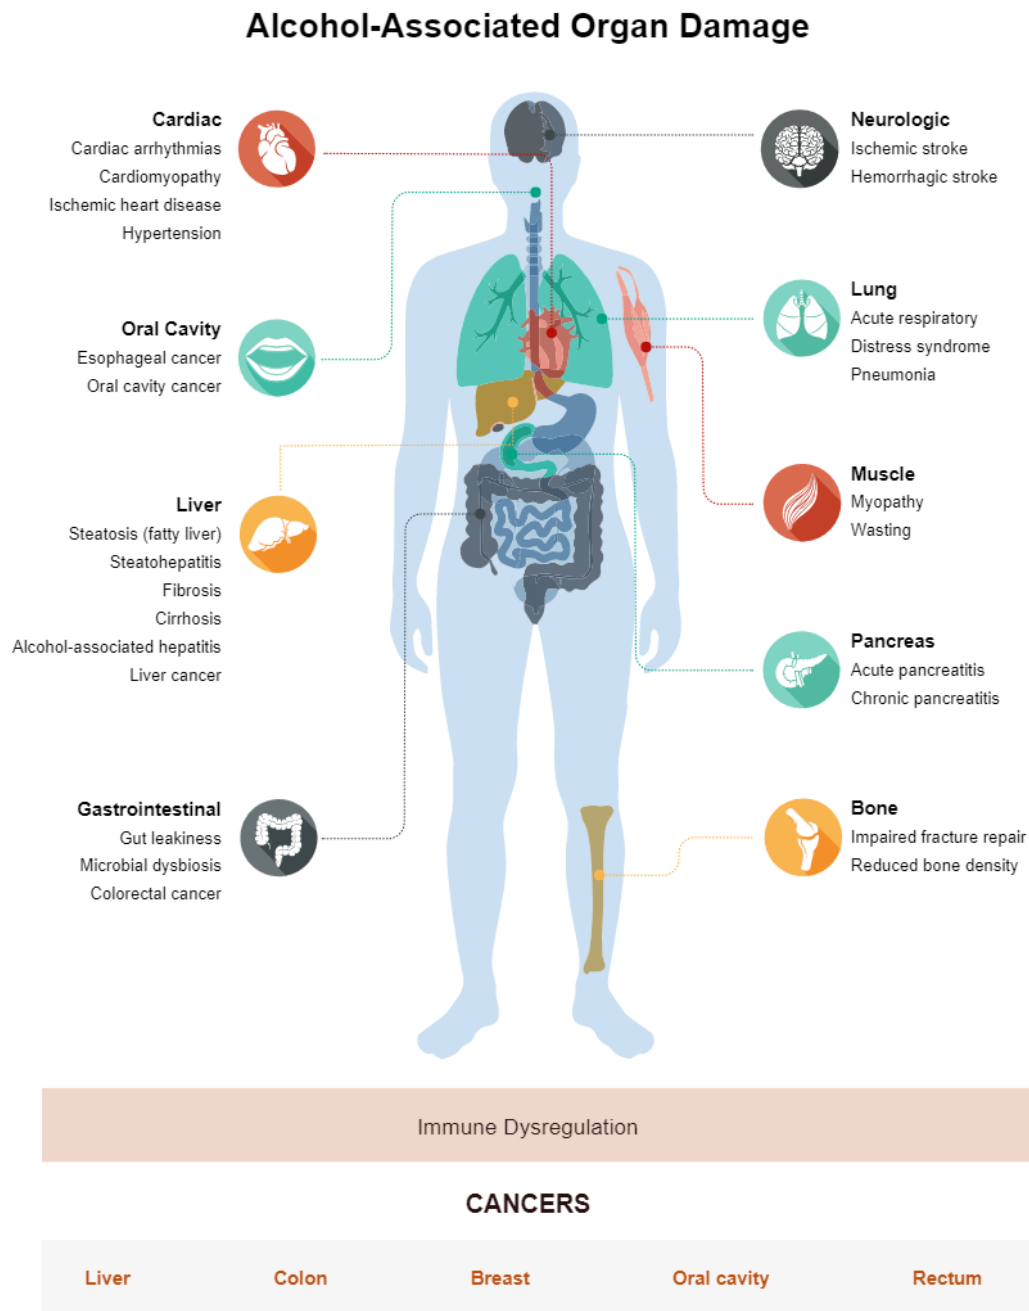 Alcohol-Associated Organ Damage
Cardiac
Cardiac arrhythmias
Cardiomyopathy
Ischemic heart disease
Hypertension
Oral Cavity
Esophageal cancer
Oral cavity cancer
Liver
Steatosis (fatty liver)
Steatohepatitis
Fibrosis
Cirrhosis
Alcohol-associated hepatitis
Liver cancer
Gastrointestinal
Gut leakiness
Microbial dysbiosis
Colorectal cancer
Neurologic
Ischemic stroke
Hemorrhagic stroke
Lung
Acute respiratory
Distress syndrome
Pneumonia
Muscle
Myopathy
Wasting
Pancreas
Acute pancreatitis
Chronic pancreatitis
Bone
Impaired fracture repair
Reduced bone density
Immune Dysregulation
CANCERS
Liver Colon Breast Oral cavity Rectum